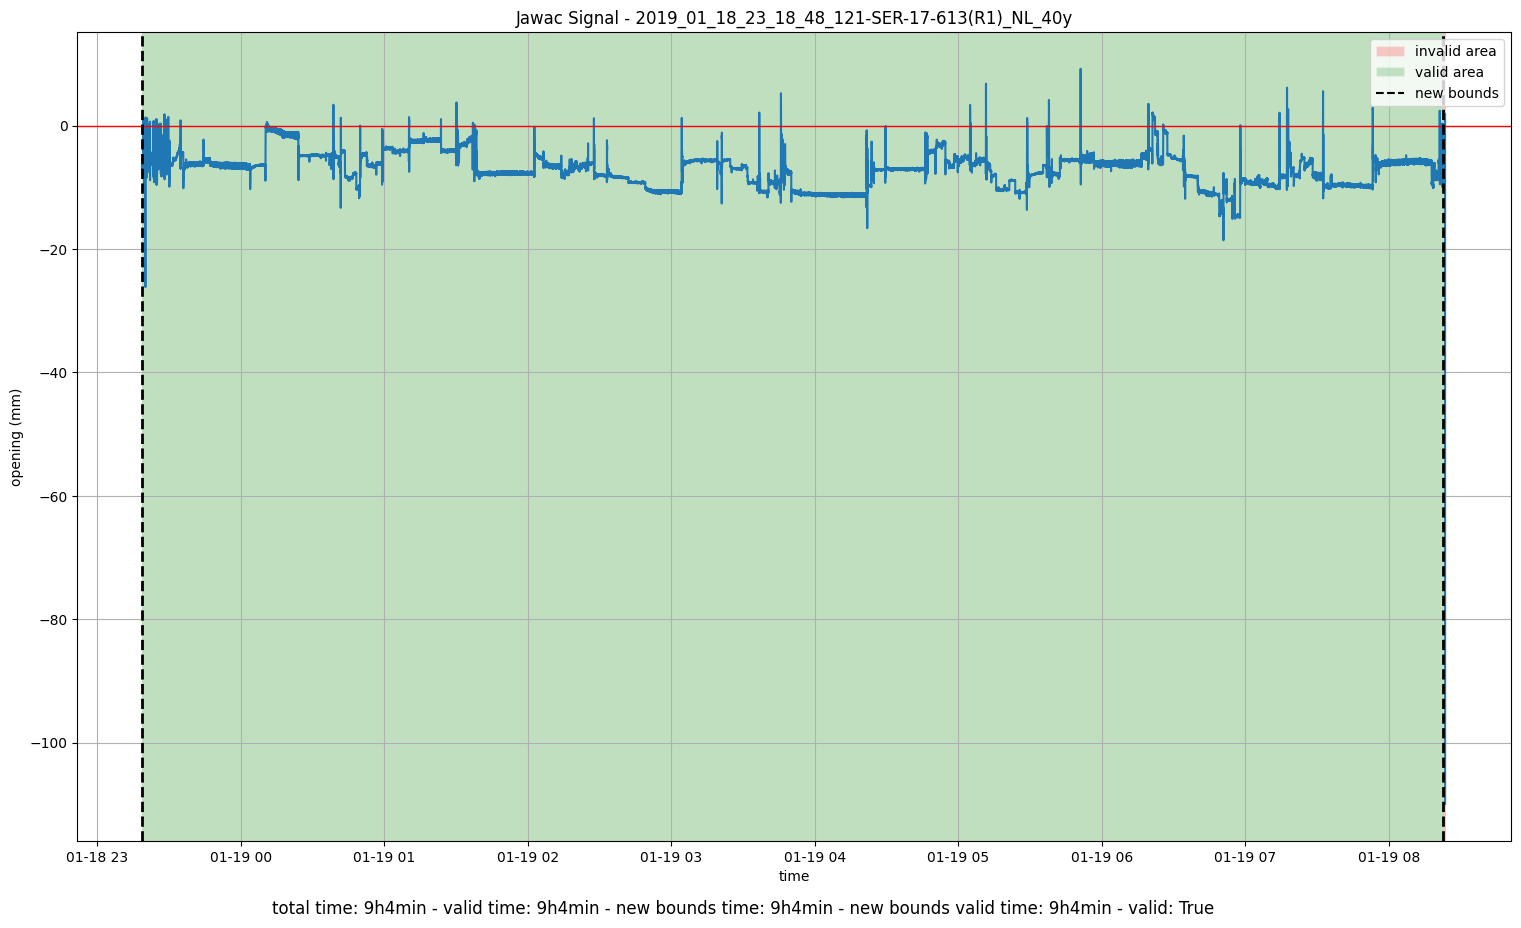 Jawac Signal - 2019_01_18_23_18_48_121-SER-17-613(R1)_NL_40y
invalid area
valid area
new bounds
opening (mm)
0
−20
−40
−60
−80
−100
01-18 23
01-19 00
01-19 01
01-19 02
01-19 03
01-19 04
01-19 05
01-19 06
01-19 07
01-19 08
time
total time: 9h4min - valid time: 9h4min - new bounds time: 9h4min - new bounds valid time: 9h4min - valid: True